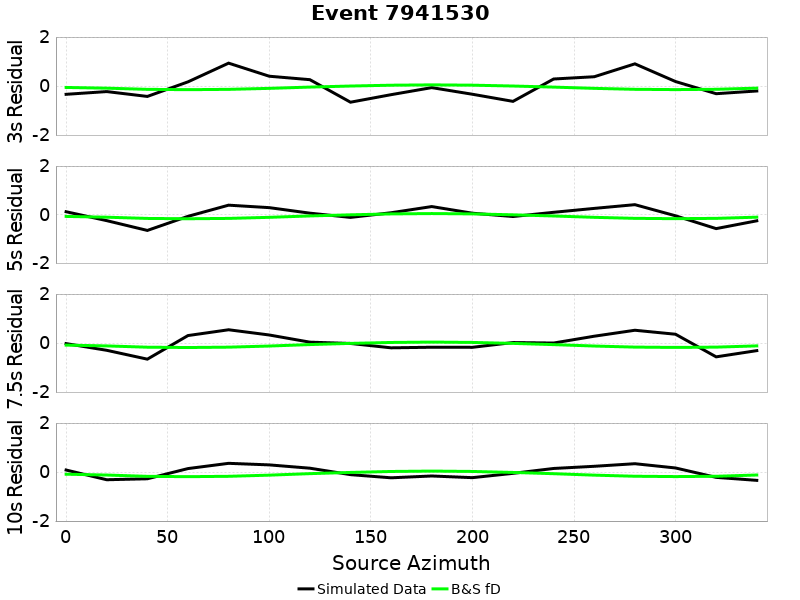 Event 7941530
3s Residual
2
0
-2
5s Residual
2
0
-2
7.5s Residual
2
0
-2
10s Residual
2
0
-2
0 50 100 150 200 250 300
Source Azimuth
Simulated Data B&S fD